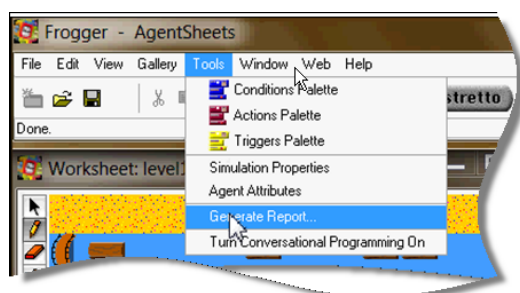 Frogger - AgentSheets
File Edit View Gallery Tools Window Web Help
Conditions Palette
stretto
Actions Palette
Done.
Triggers Palette
Worksheet: level1
Simulation Properties
Agent Attributes
Generate Report...
Turn Conversational Programming On